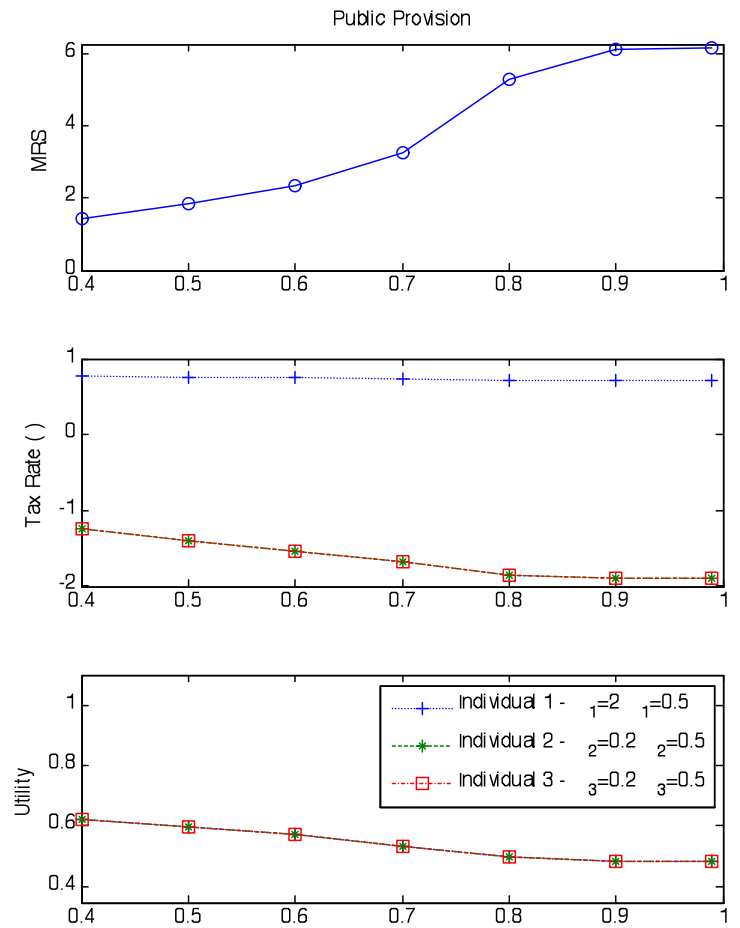 Public Provision
6
4
2
0
MRS
0.4 0.5 0.6 0.7 0.8 0.9 1
1
0
-1
-2
Tax Rate ( )
0.4 0.5 0.6 0.7 0.8 0.9 1
1
0.8
0.6
0.4
Utility
Individual 1 - 1=2 1=0.5
Individual 2 - 2=0.2 2=0.5
Individual 3 - 3=0.2 3=0.5
0.4 0.5 0.6 0.7 0.8 0.9 1